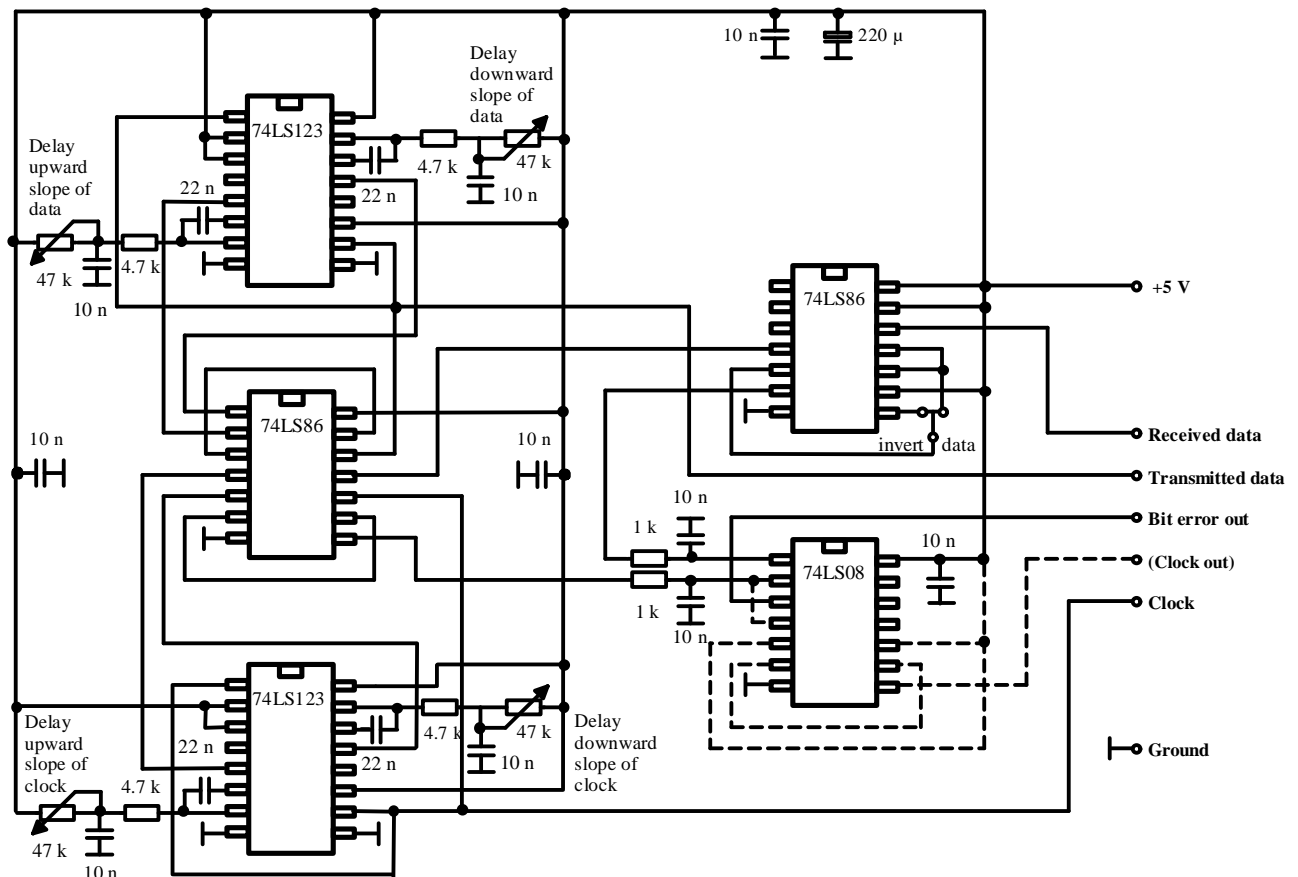 10 n
220 µ
Delay
downward
slope of
data
74LS123
4.7 k
47 k
10 n
22 n
Delay
upward
slope of
data
22 n
47 k
4.7 k
10 n
74LS86
+5 V
74LS86
10 n
10 n
invert
data
Received data
Transmitted data
10 n
Bit error out
1 k
10 n
74LS08
(Clock out)
1 k
10 n
Clock
74LS123
Delay
upward
slope of
clock
22 n
22 n
4.7 k
47 k
10 n
Delay
downward
slope of
clock
Ground
4.7 k
47 k
10 n